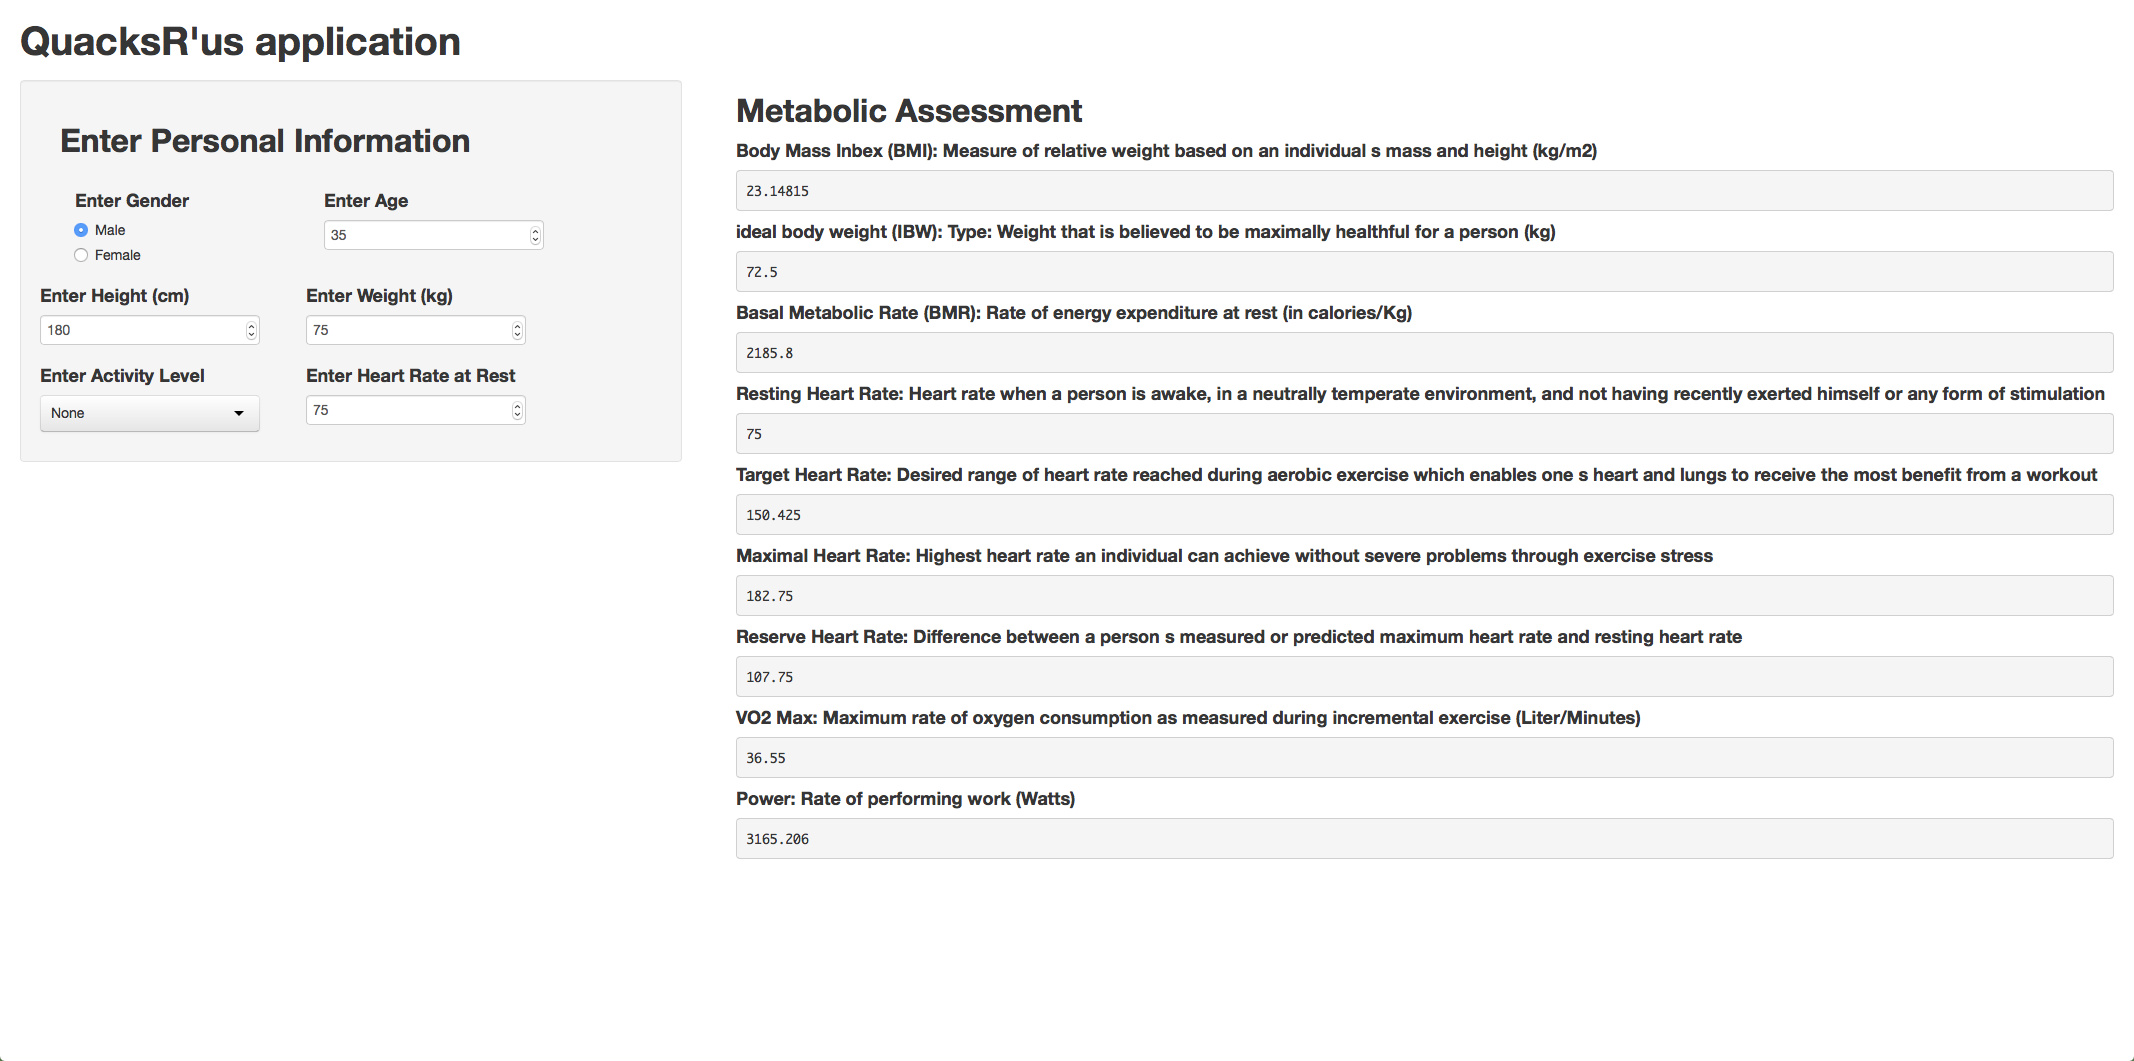 QuacksR'us application
Enter Personal Information
Enter Gender
Male
Female
Enter Age
35
Enter Height (cm)
180
Enter Weight (kg)
75
Enter Activity Level
None
Enter Heart Rate at Rest
75
Metabolic Assessment
Body Mass Inbex (BMI): Measure of relative weight based on an individual s mass and height (kg/m2)
23.14815
ideal body weight (IBW): Type: Weight that is believed to be maximally healthful for a person (kg)
72.5
Basal Metabolic Rate (BMR): Rate of energy expenditure at rest (in calories/Kg)
2185.8
Resting Heart Rate: Heart rate when a person is awake, in a neutrally temperate environment, and not having recently exerted himself or any form of stimulation
75
Target Heart Rate: Desired range of heart rate reached during aerobic exercise which enables one s heart and lungs to receive the most benefit from a workout
150.425
Maximal Heart Rate: Highest heart rate an individual can achieve without severe problems through exercise stress
182.75
Reserve Heart Rate: Difference between a person s measured or predicted maximum heart rate and resting heart rate
107.75
VO2 Max: Maximum rate of oxygen consumption as measured during incremental exercise (Liter/Minutes)
36.55
Power: Rate of performing work (Watts)
3165.206